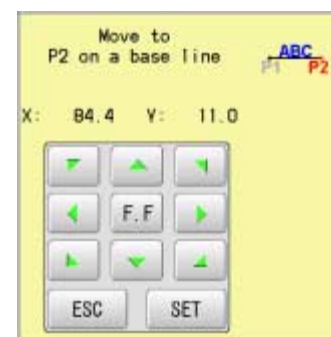 Move to
P2 on a base line
ABC
P1 P2
X: 84.4 Y: 11.0
F.F
ESC SET